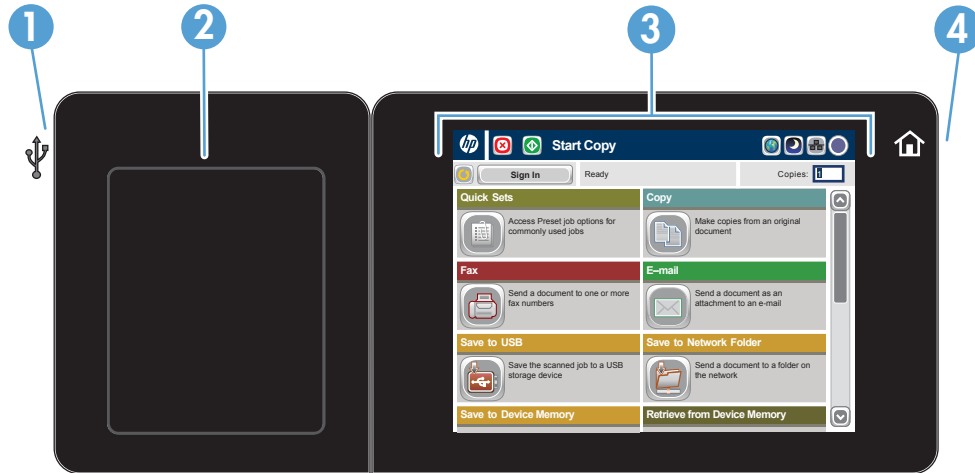 1
2
3
4
hp
Start Copy
Sign In
Ready
Copies: 1
Quick Sets
Access Preset job options for
commonly used jobs
Copy
Make copies from an original
document
Fax
Send a document to one or more
fax numbers
E–mail
Send a document as an
attachment to an e-mail
Save to USB
Save the scanned job to a USB
storage device
Save to Network Folder
Send a document to a folder on
the network
Save to Device Memory
Retrieve from Device Memory